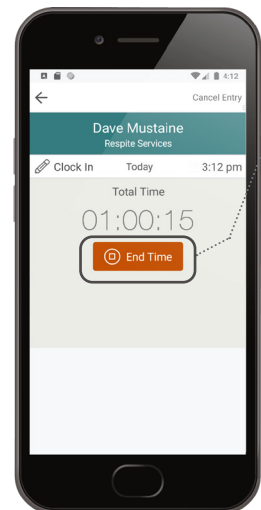 4:12
Cancel Entry
Dave Mustaine
Respite Services
Clock In Today 3:12 pm
Total Time
01:00:15
End Time